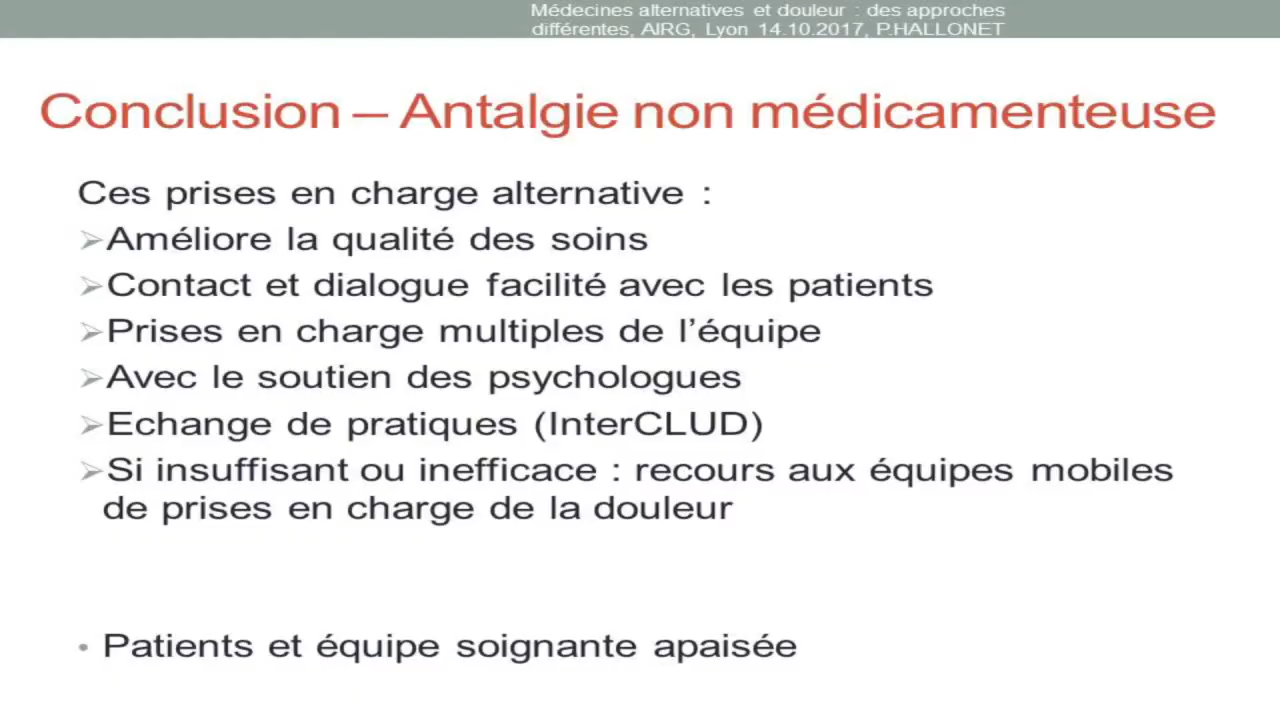 Médecines alternatives et douleur : des approches
différentes, AIRG, Lyon 14.10.2017, P.HALLONET
Conclusion – Antalgie non médicamenteuse
Ces prises en charge alternative :
➢Améliore la qualité des soins
➢Contact et dialogue facilité avec les patients
➢Prises en charge multiples de l’équipe
➢Avec le soutien des psychologues
➢Echange de pratiques (InterCLUD)
➢Si insuffisant ou inefficace : recours aux équipes mobiles
de prises en charge de la douleur
• Patients et équipe soignante apaisée